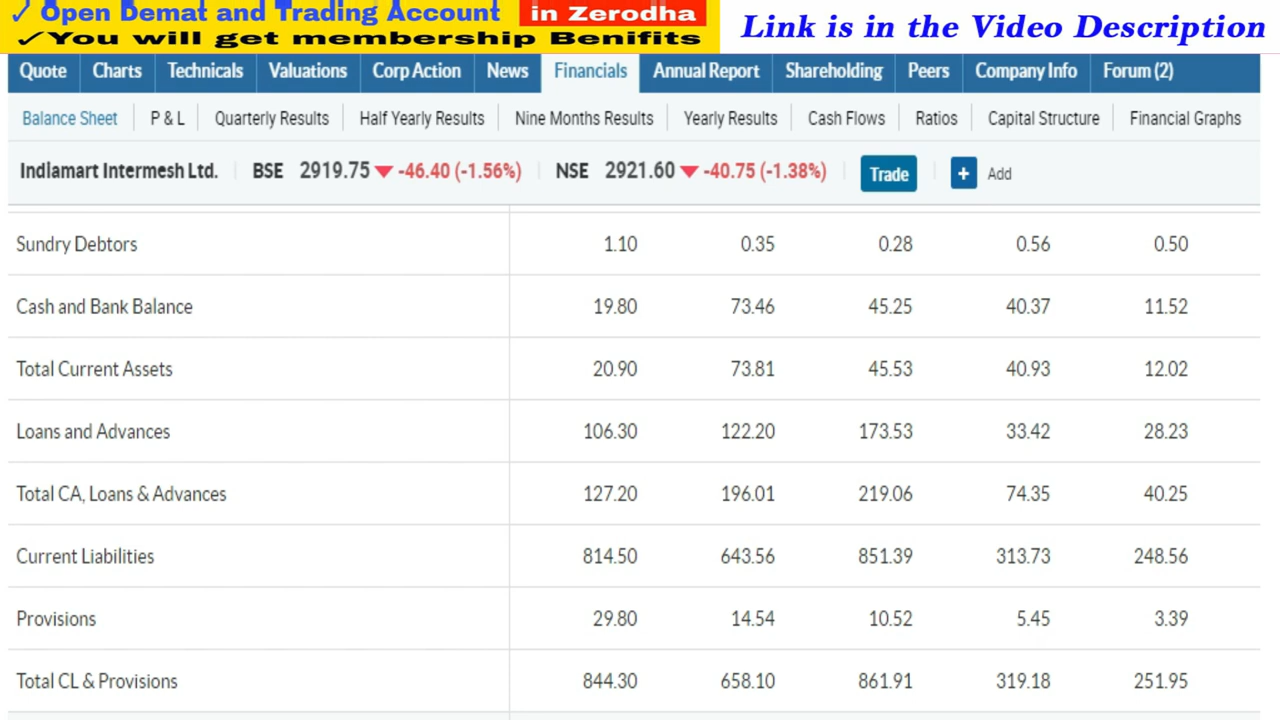 ✓ Open Demat and Trading Account in Zerodha
✓You will get membership Benifits
Link is in the Video Description
Quote Charts Technicals Valuations Corp Action News Financials Annual Report Shareholding Peers Company Info Forum (2)
Balance Sheet P & L Quarterly Results Half Yearly Results Nine Months Results Yearly Results Cash Flows Ratios Capital Structure Financial Graphs
Indiamart Intermesh Ltd. BSE 2919.75 ▼ -46.40 (-1.56%) NSE 2921.60 ▼ -40.75 (-1.38%) Trade + Add
Sundry Debtors 1.10 0.35 0.28 0.56 0.50
Cash and Bank Balance 19.80 73.46 45.25 40.37 11.52
Total Current Assets 20.90 73.81 45.53 40.93 12.02
Loans and Advances 106.30 122.20 173.53 33.42 28.23
Total CA, Loans & Advances 127.20 196.01 219.06 74.35 40.25
Current Liabilities 814.50 643.56 851.39 313.73 248.56
Provisions 29.80 14.54 10.52 5.45 3.39
Total CL & Provisions 844.30 658.10 861.91 319.18 251.95